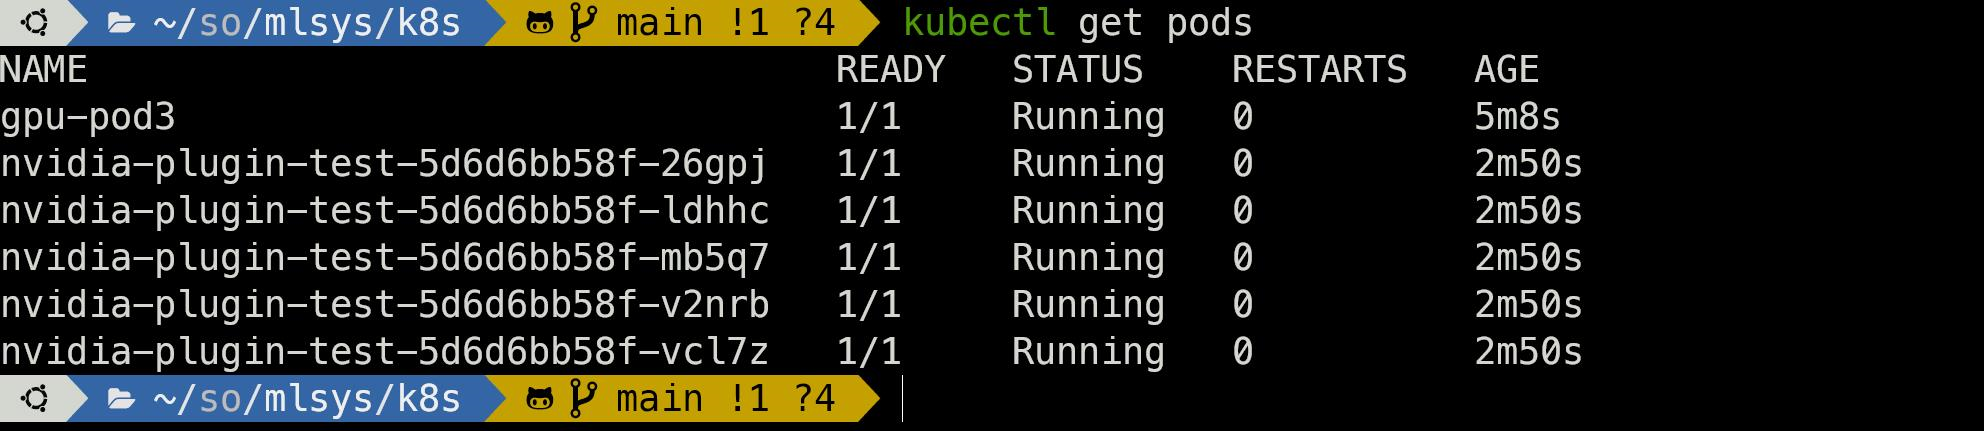 ~/so/mlsys/k8s main !1 ?4 kubectl get pods
NAME READY STATUS RESTARTS AGE
gpu-pod3 1/1 Running 0 5m8s
nvidia-plugin-test-5d6d6bb58f-26gpj 1/1 Running 0 2m50s
nvidia-plugin-test-5d6d6bb58f-ldhhc 1/1 Running 0 2m50s
nvidia-plugin-test-5d6d6bb58f-mb5q7 1/1 Running 0 2m50s
nvidia-plugin-test-5d6d6bb58f-v2nrb 1/1 Running 0 2m50s
nvidia-plugin-test-5d6d6bb58f-vcl7z 1/1 Running 0 2m50s
~/so/mlsys/k8s main !1 ?4